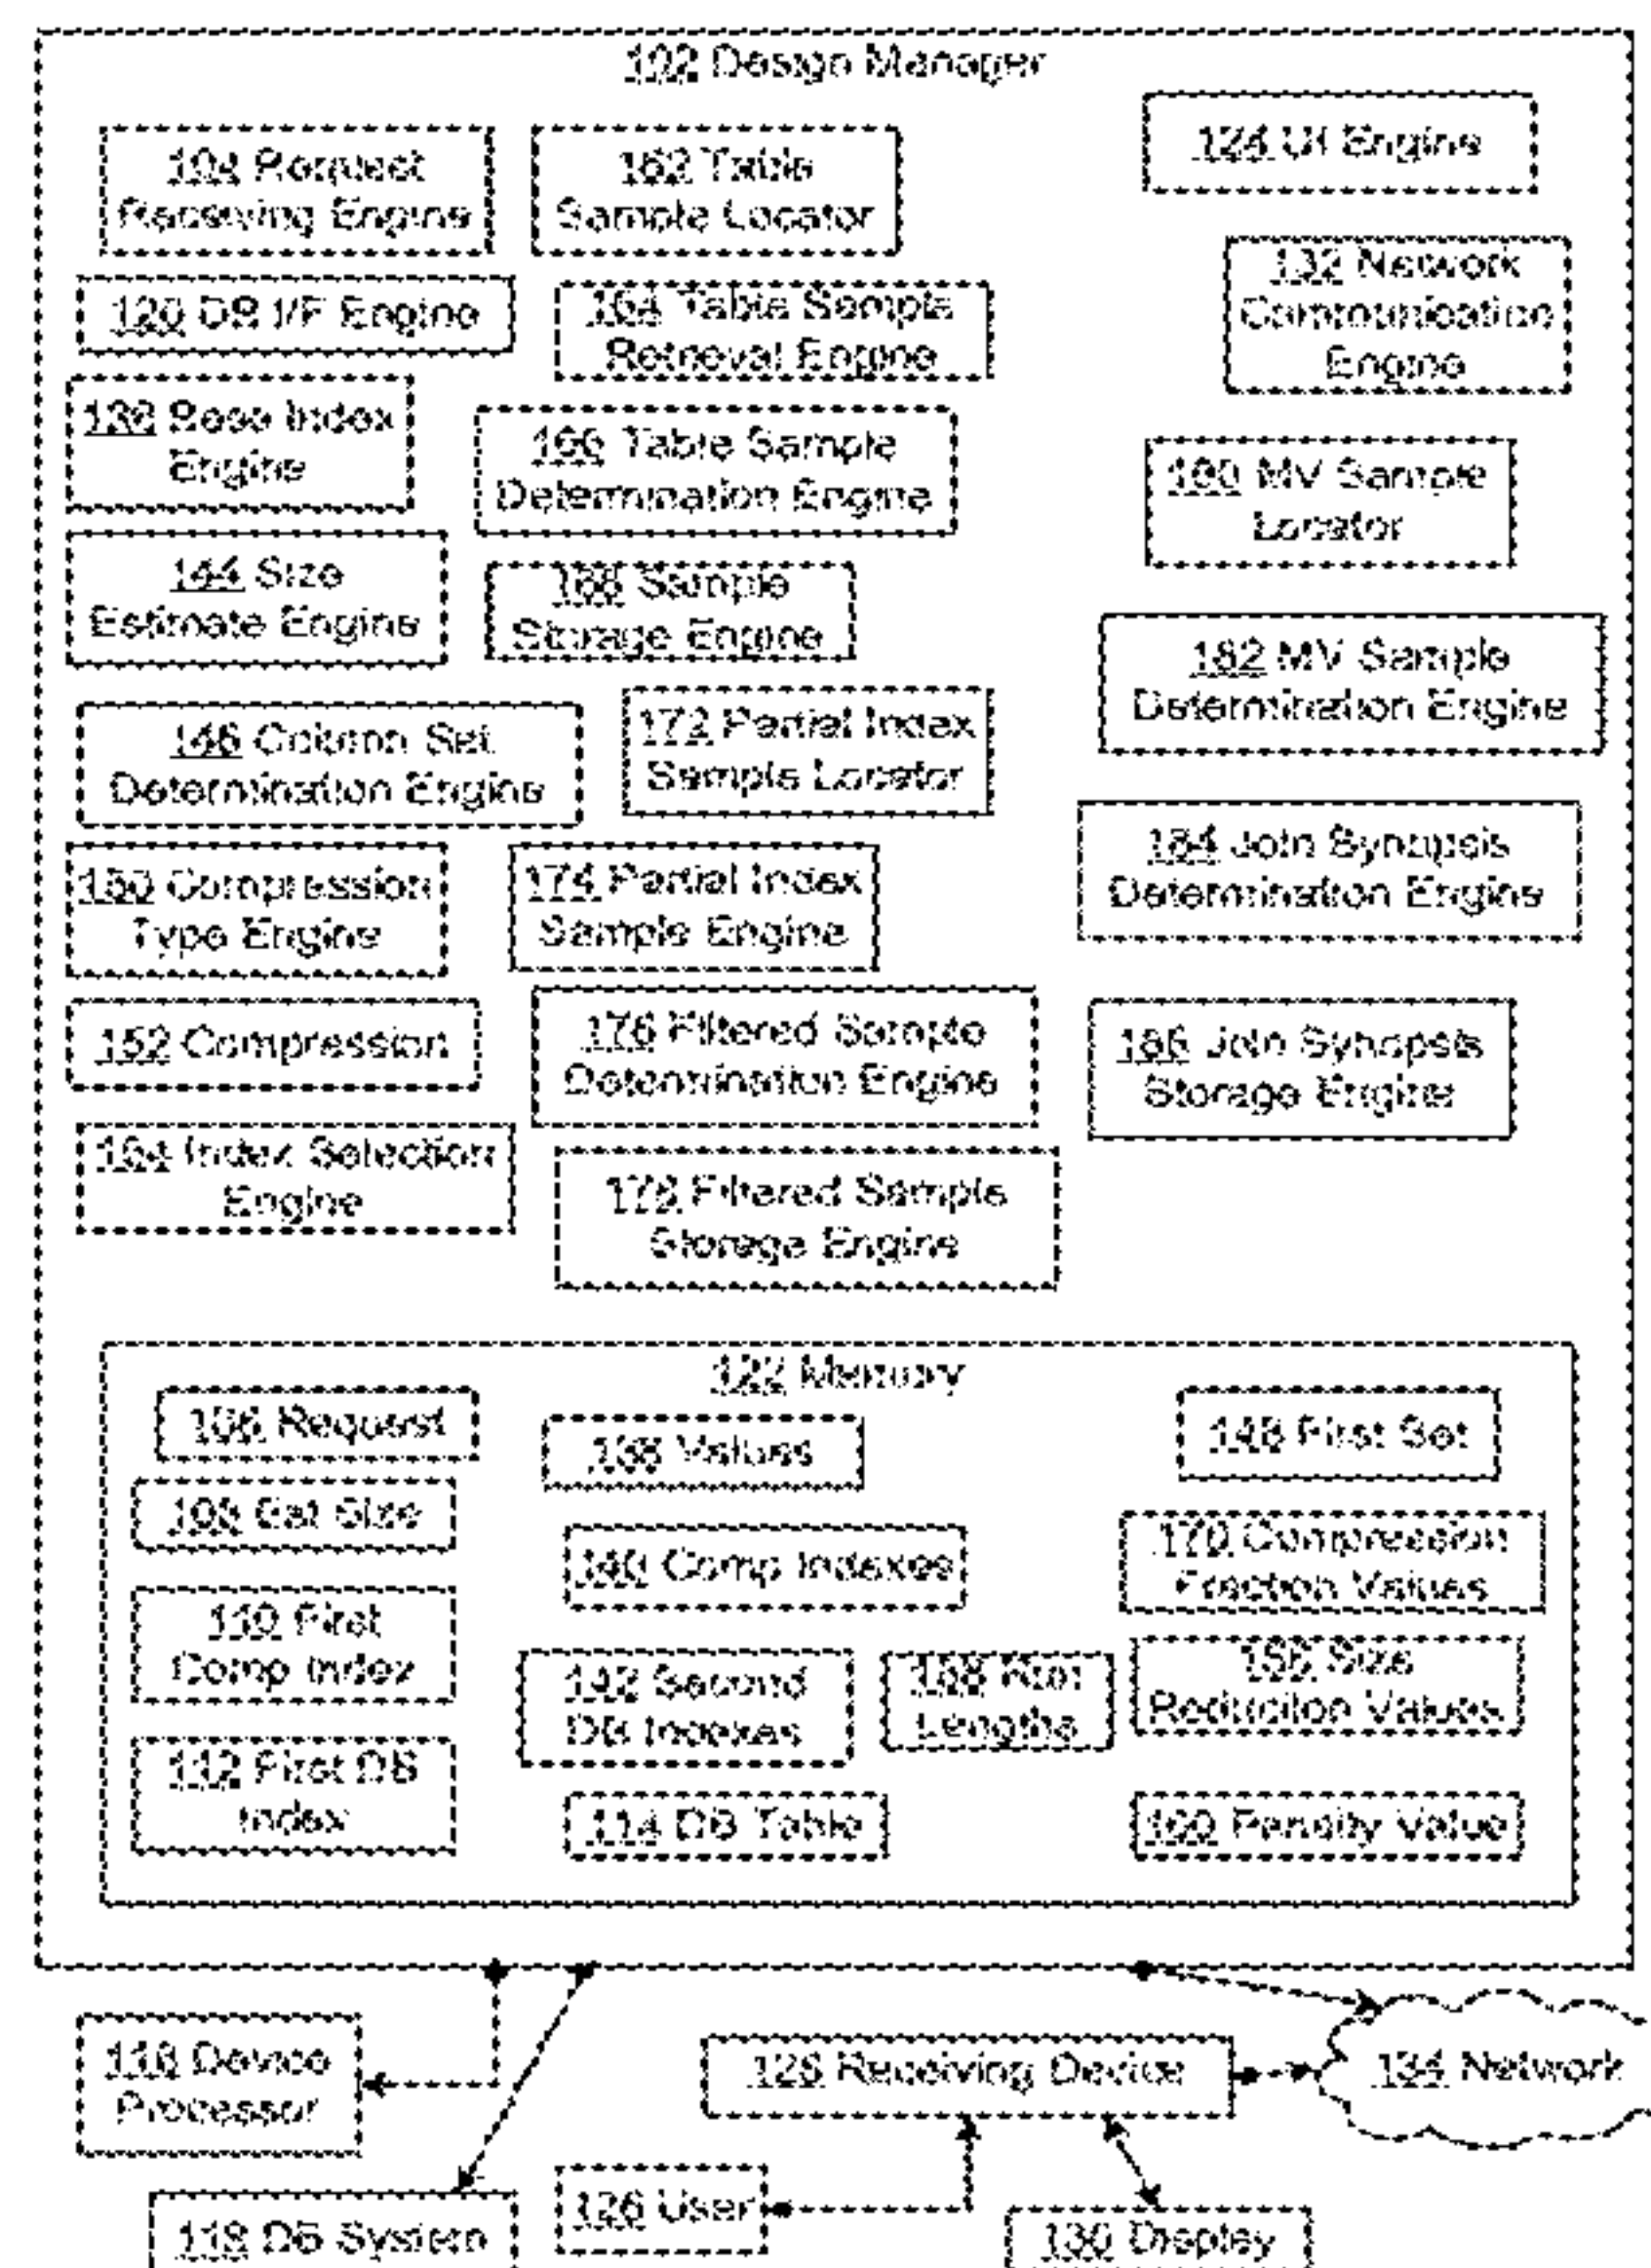 102 Design Manager
104 Request
Receiving Engine
162 Table
Sample Locator
124 UI Engine
120 DB I/F Engine
164 Table Sample
Retrieval Engine
132 Network
Communication
Engine
136 Base Index
Engine
166 Table Sample
Determination Engine
180 MV Sample
Locator
144 Size
Estimate Engine
168 Sample
Storage Engine
182 MV Sample
Determination Engine
146 Column Set
Determination Engine
172 Partial Index
Sample Locator
184 Join Synopsis
Determination Engine
150 Compression
Type Engine
174 Partial Index
Sample Engine
152 Compression
176 Filtered Sample
Determination Engine
186 Join Synopsis
Storage Engine
154 Index Selection
Engine
178 Filtered Sample
Storage Engine
122 Memory
106 Request
138 Values
148 First Set
108 Est Size
140 Comp Indexes
170 Compression
Fraction Values
110 First
Comp Index
142 Second
DB Indexes
Lengths
156 Size
Reduction Values
112 First DB
Index
114 DB Table
160 Penalty Value
Device
Processor
128 Receiving Device
134 Network
126 User
118 DB System
130 Display